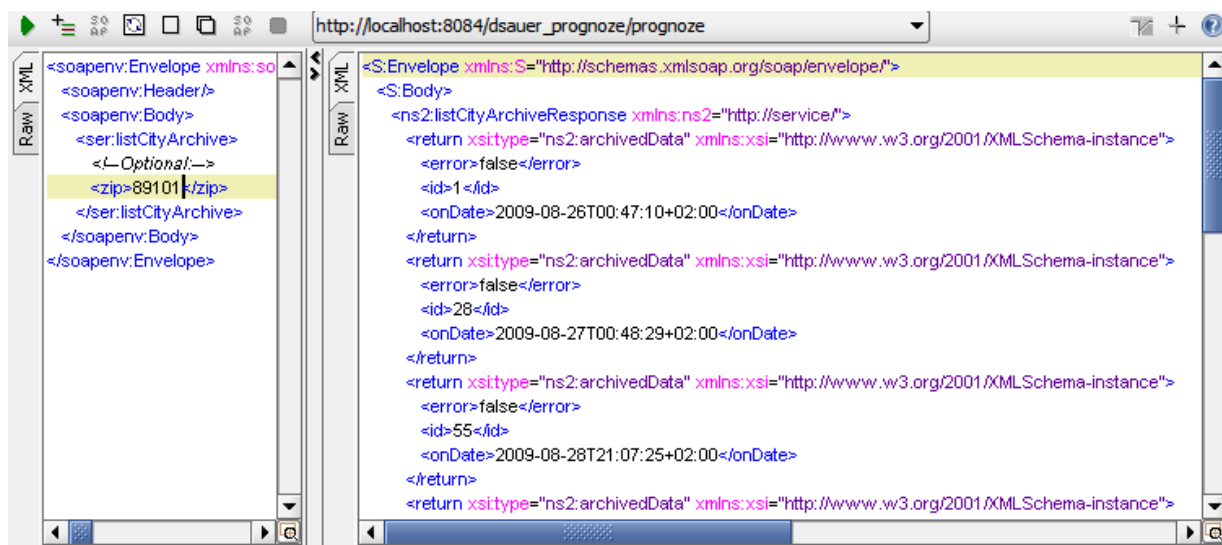 http://localhost:8084/dsauer_prognoze/prognoze
XML
Raw
<soapenv:Envelope xmlns:so
<soapenv:Header/>
<soapenv:Body>
<ser:listCityArchive>
<!--Optional:-->
<zip>89101</zip>
</ser:listCityArchive>
</soapenv:Body>
</soapenv:Envelope>
XML
Raw
<S:Envelope xmlns:S="http://schemas.xmlsoap.org/soap/envelope/">
<S:Body>
<ns2:listCityArchiveResponse xmlns:ns2="http://service/">
<return xsi:type="ns2:archivedData" xmlns:xsi="http://www.w3.org/2001/XMLSchema-instance">
<error>false</error>
<id>1</id>
<onDate>2009-08-26T00:47:10+02:00</onDate>
</return>
<return xsi:type="ns2:archivedData" xmlns:xsi="http://www.w3.org/2001/XMLSchema-instance">
<error>false</error>
<id>28</id>
<onDate>2009-08-27T00:48:29+02:00</onDate>
</return>
<return xsi:type="ns2:archivedData" xmlns:xsi="http://www.w3.org/2001/XMLSchema-instance">
<error>false</error>
<id>55</id>
<onDate>2009-08-28T21:07:25+02:00</onDate>
</return>
<return xsi:type="ns2:archivedData" xmlns:xsi="http://www.w3.org/2001/XMLSchema-instance">